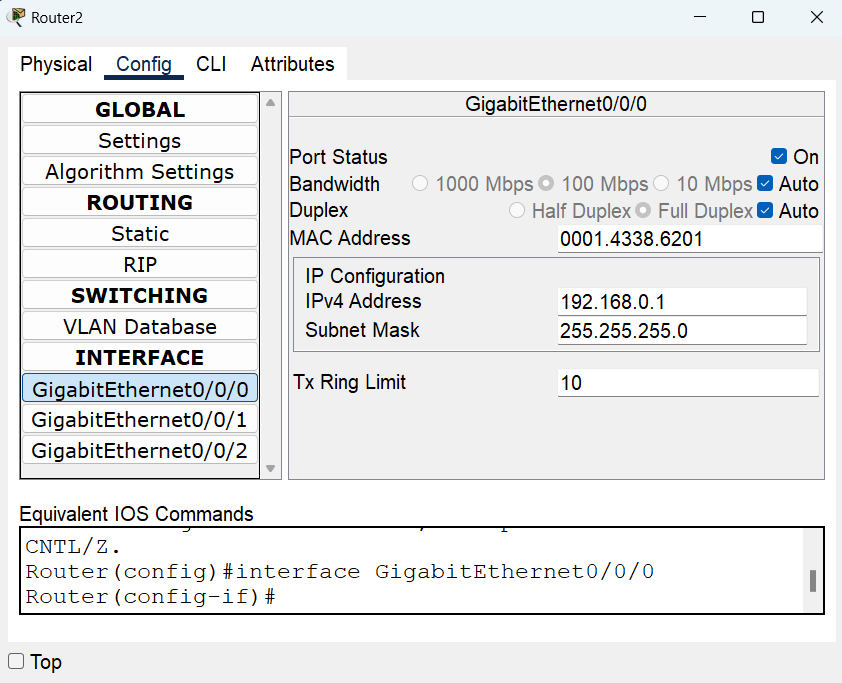 Router2
Physical Config CLI Attributes
GLOBAL
Settings
Algorithm Settings
ROUTING
Static
RIP
SWITCHING
VLAN Database
INTERFACE
GigabitEthernet0/0/0
GigabitEthernet0/0/1
GigabitEthernet0/0/2
GigabitEthernet0/0/0
Port Status On
Bandwidth 1000 Mbps 100 Mbps 10 Mbps Auto
Duplex Half Duplex Full Duplex Auto
MAC Address 0001.4338.6201
IP Configuration
IPv4 Address 192.168.0.1
Subnet Mask 255.255.255.0
Tx Ring Limit 10
Equivalent IOS Commands
CNTL/Z.
Router(config)#interface GigabitEthernet0/0/0
Router(config-if)#
Top